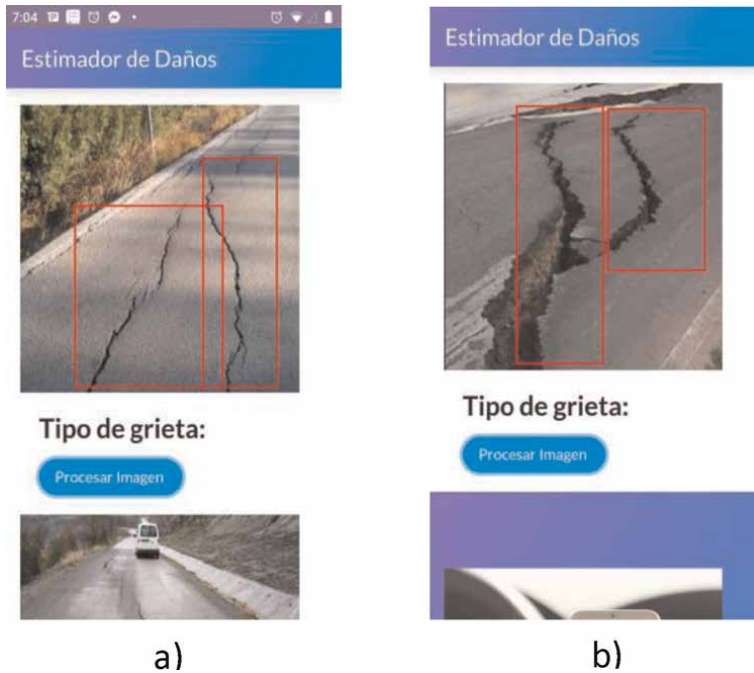 7:04
Estimador de Daños
Tipo de grieta:
Procesar Imagen
a)
Estimador de Daños
Tipo de grieta:
Procesar Imagen
b)